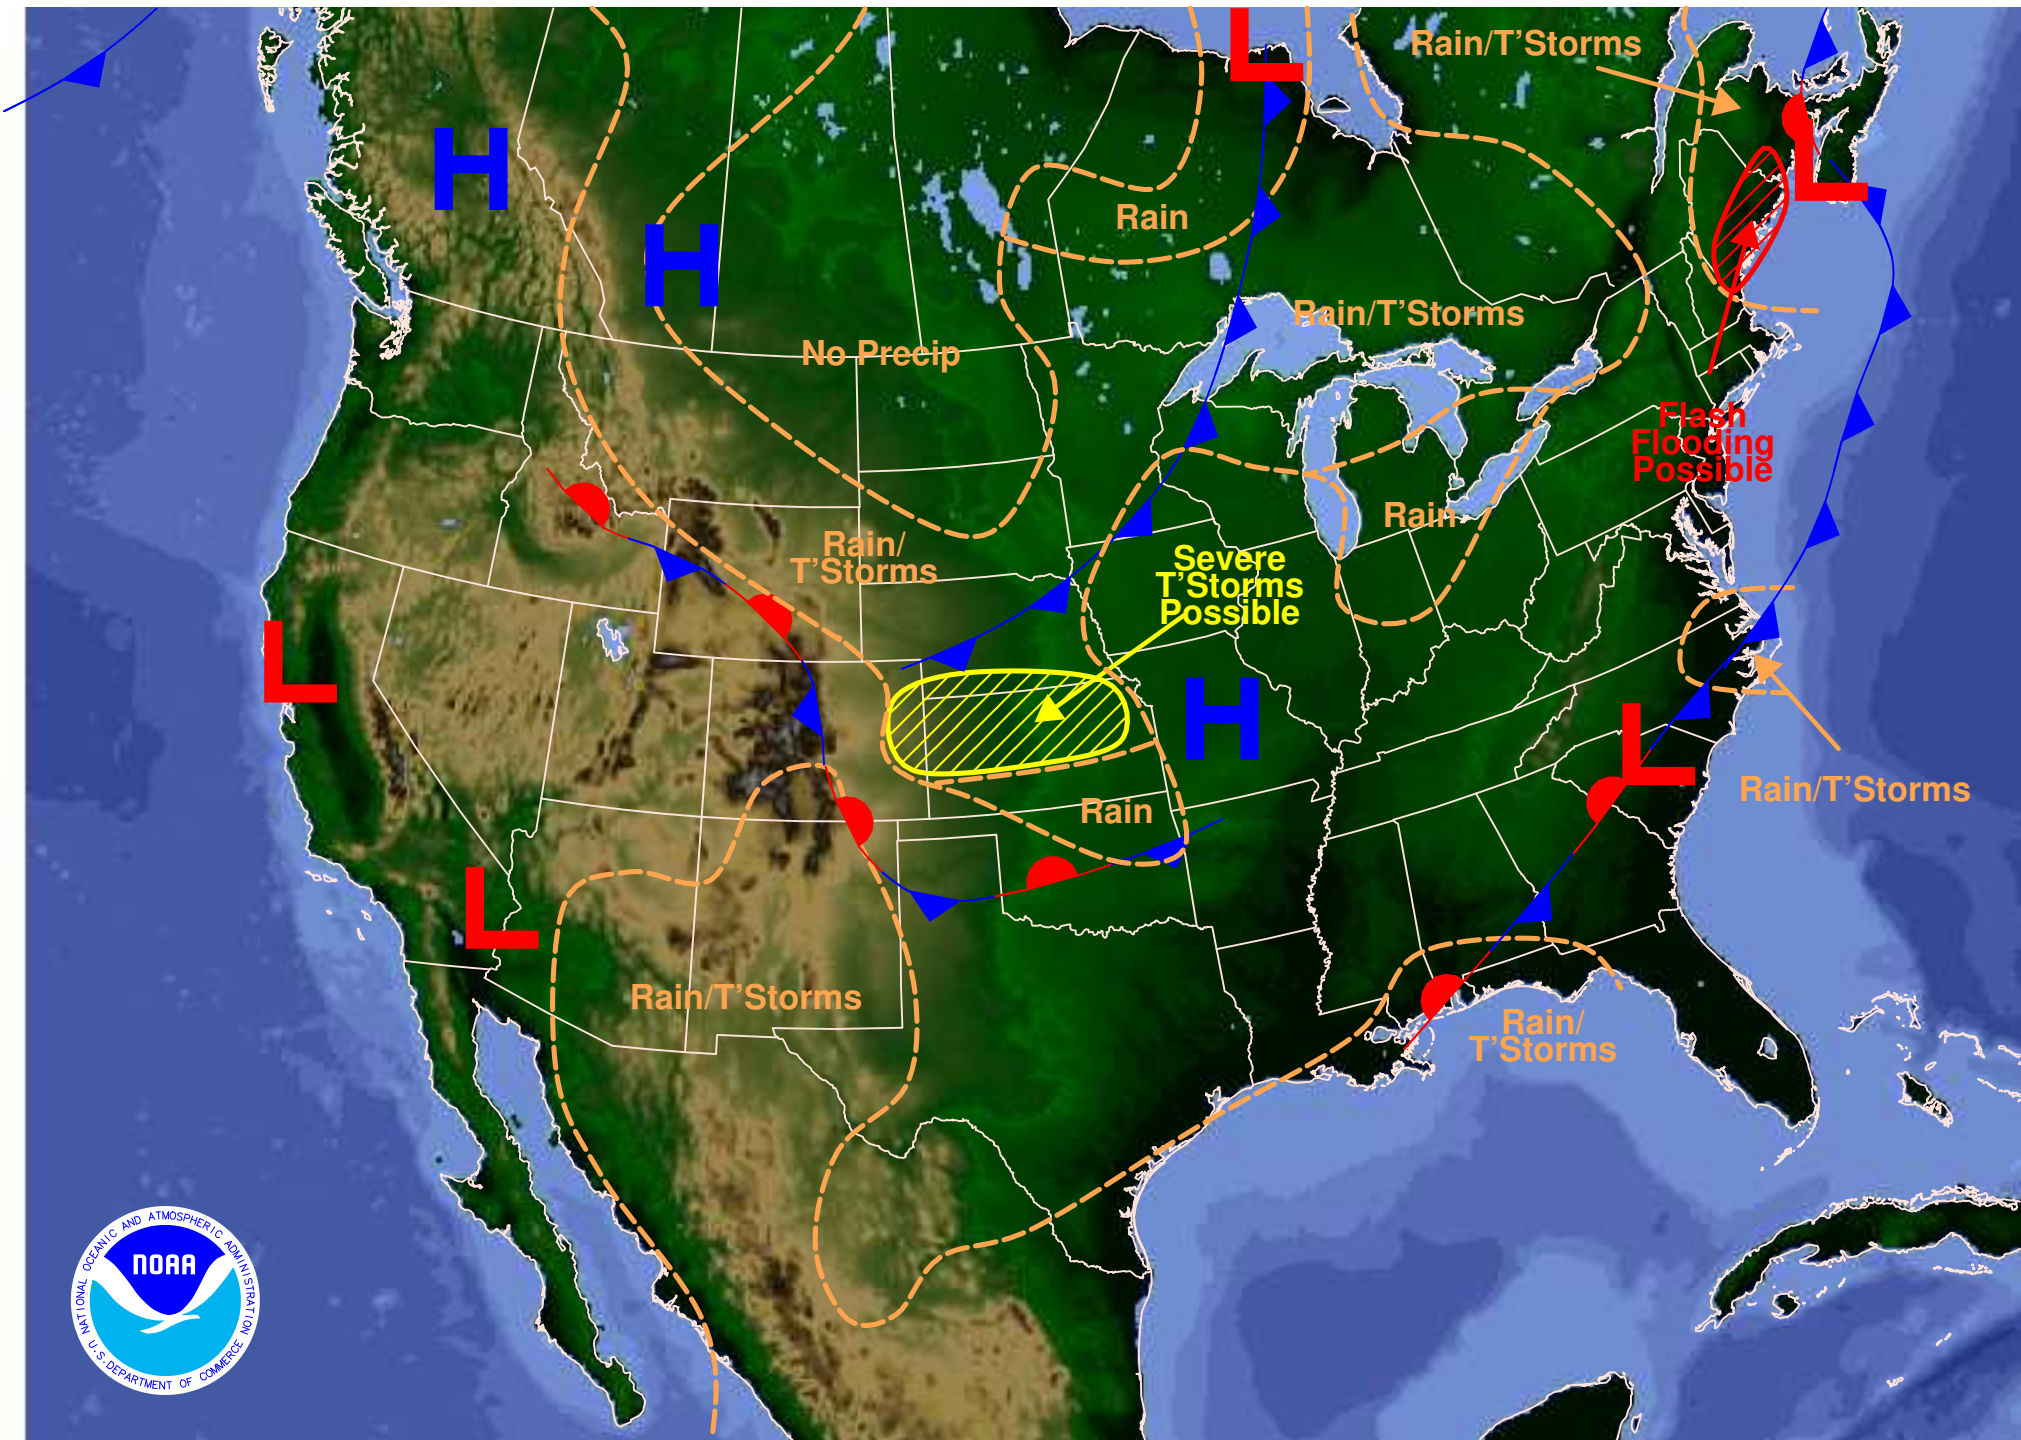 Rain/T'Storms
L
H
L
Rain
H
Rain/T'Storms
No Precip
Flash
Flooding
Possible
Rain
Rain/
T'Storms
Severe
T'Storms
Possible
L
H
L
Rain/T'Storms
Rain
L
Rain/T'Storms
Rain/
T'Storms
NATIONAL OCEANIC AND ATMOSPHERIC ADMINISTRATION
NOAA
U.S. DEPARTMENT OF COMMERCE